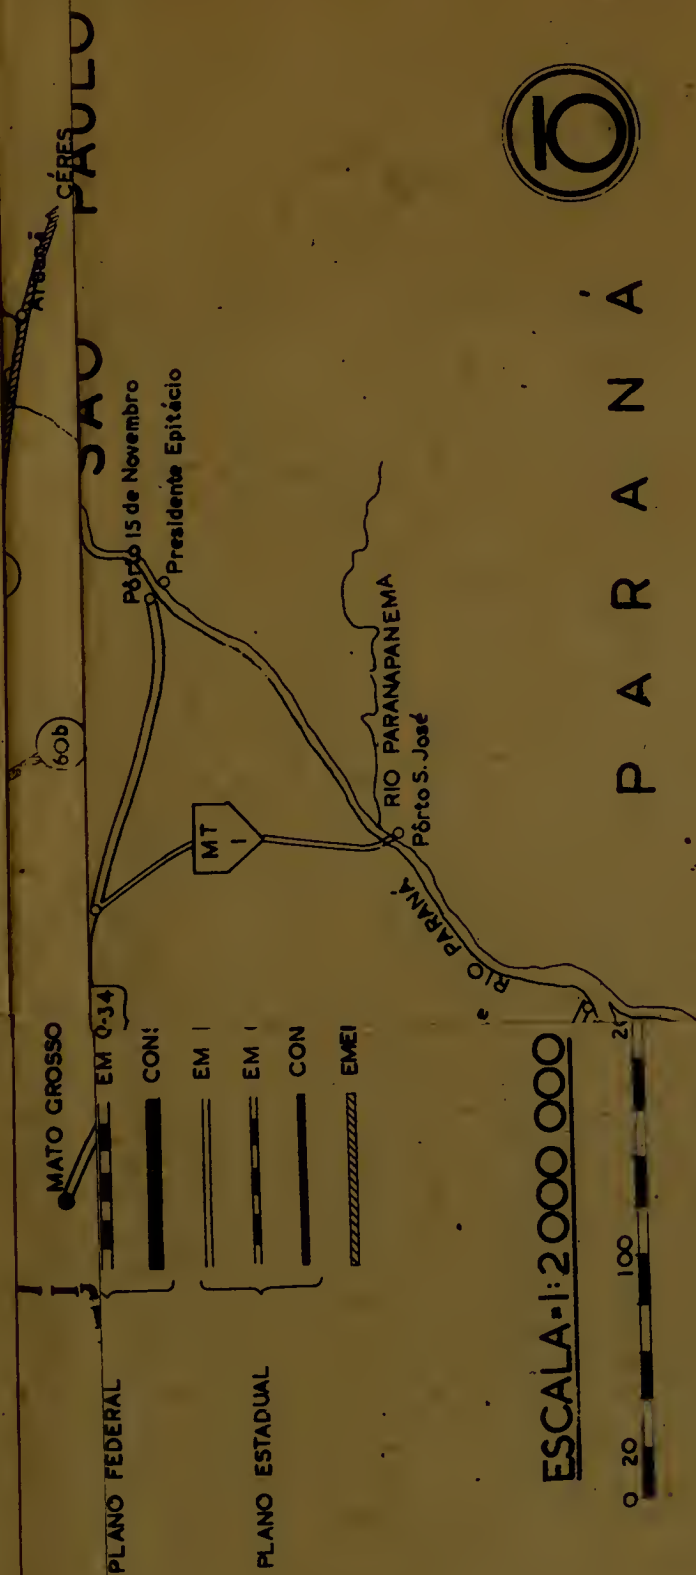 SÃO PAULO
CÉRES
Pôrto 15 de Novembro
Presidente Epitácio
160b
MT
1
RIO PARANAPANEMA
Pôrto S. José
RIO PARANÁ
PARANÁ
MATO GROSSO
PLANO FEDERAL
EM
CON
PLANO ESTADUAL
EM
EM
CON
EMEI
ESCALA=1:2000000
0 20 100